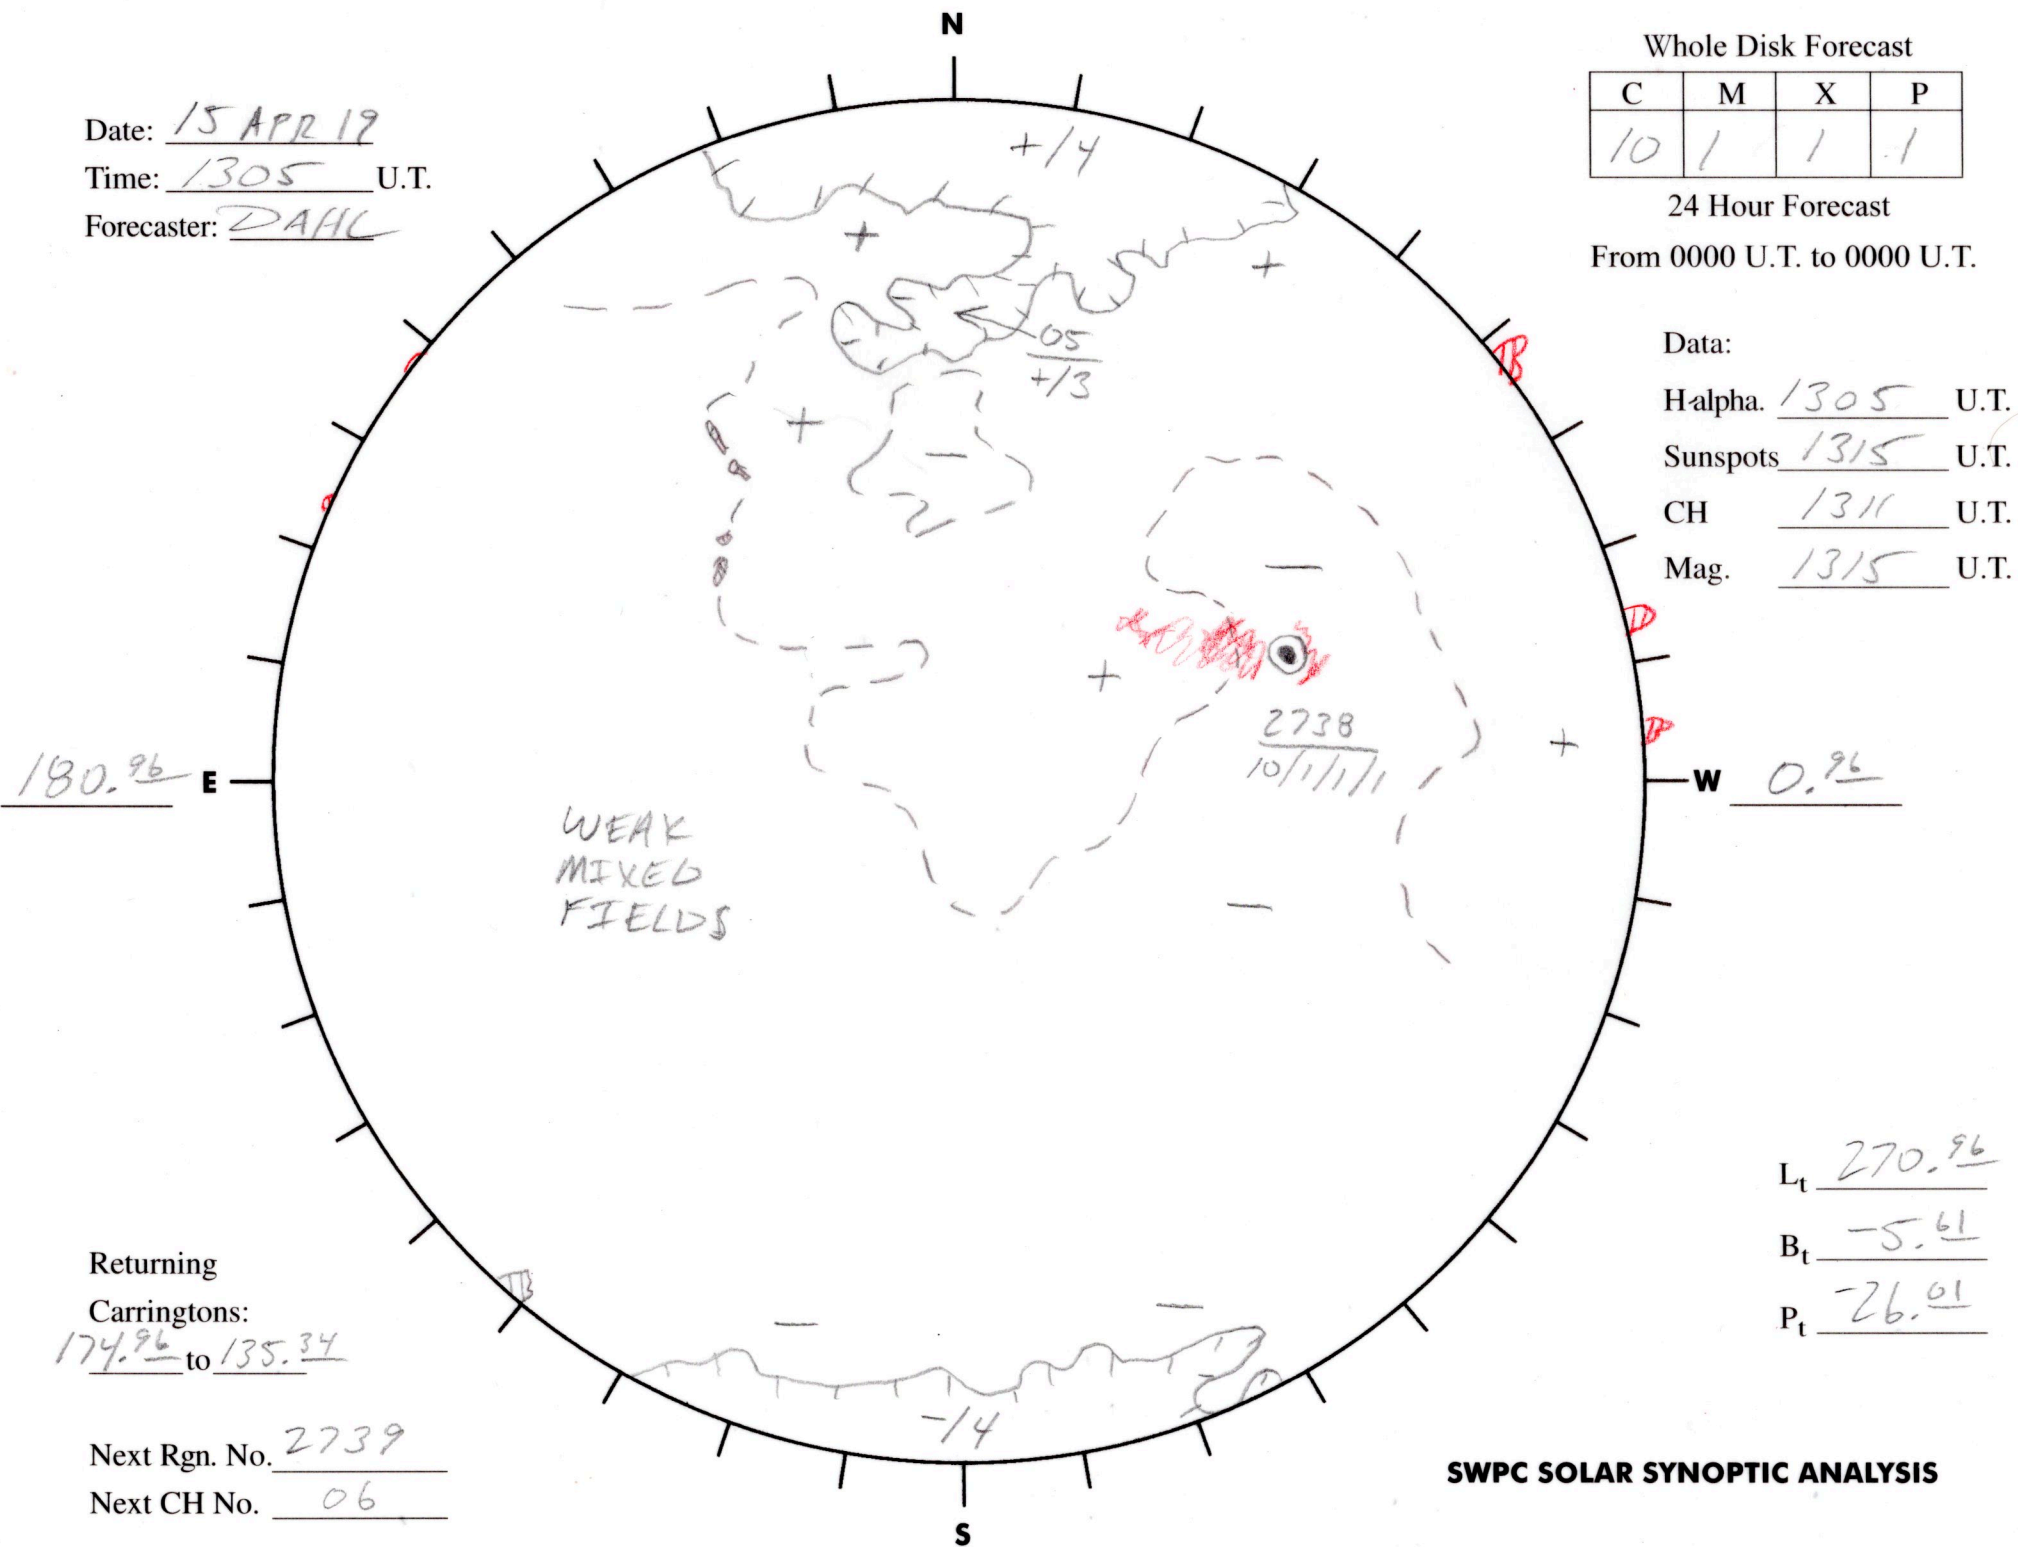 N
Whole Disk Forecast
C M X P
10 1 1 1
24 Hour Forecast
From 0000 U.T. to 0000 U.T.
Date: 15 APR 19
Time: 1305 U.T.
Forecaster: DAHL
+/4
+
+
05
+/3
+
—
Data:
H-alpha. 1305 U.T.
Sunspots 1315 U.T.
CH 1311 U.T.
Mag. 1315 U.T.
—
+
2738
10/1/1/1
+
180.96 E
W 0.96
WEAK
MIXED
FIELDS
—
Lt 270.96
Bt -5.61
Pt -26.01
Returning
Carringtons:
174.96 to 135.34
—
—
-/4
Next Rgn. No. 2739
Next CH No. 06
SWPC SOLAR SYNOPTIC ANALYSIS
S